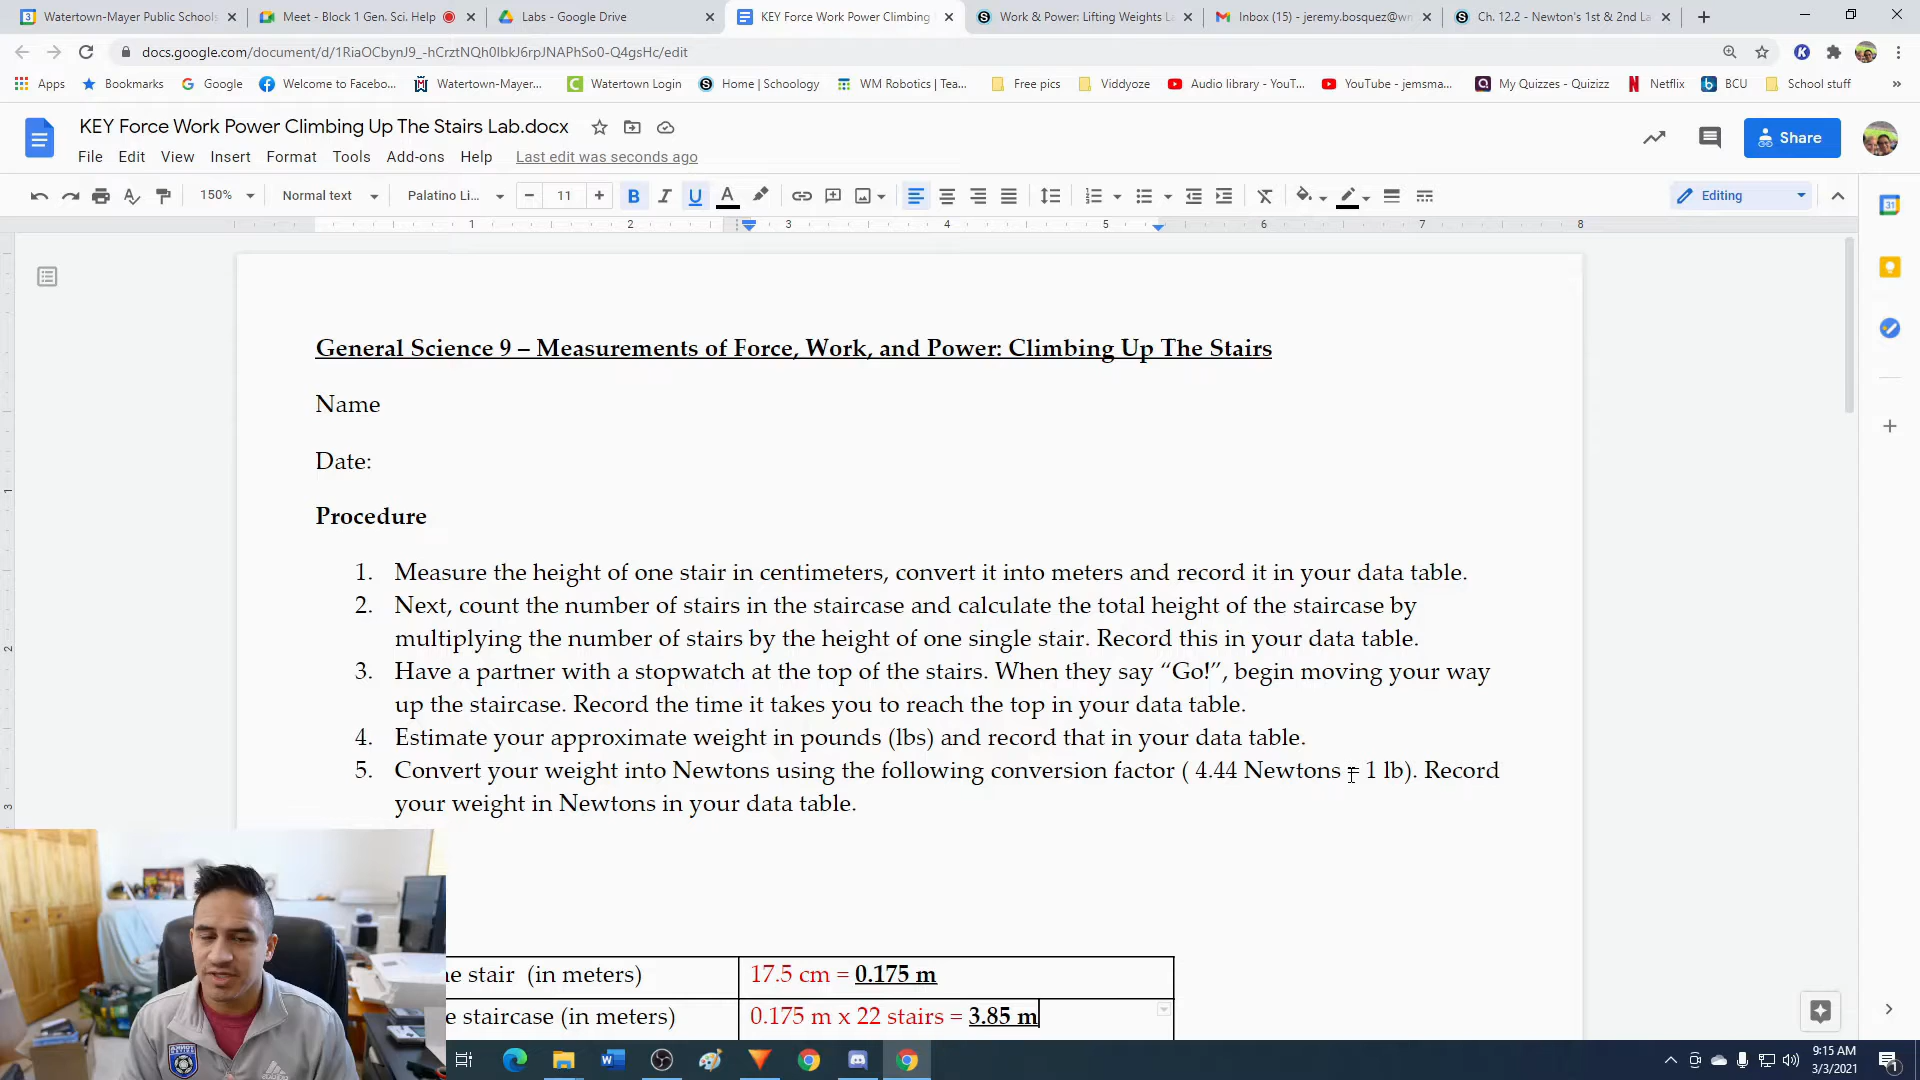 Watertown-Mayer Public Schools
Meet - Block 1 Gen. Sci. Help
Labs - Google Drive
KEY Force Work Power Climbing
Work & Power: Lifting Weights La
Inbox (15) - jeremy.bosquez@wm
Ch. 12.2 - Newton's 1st & 2nd La
docs.google.com/document/d/1RiaOCbynJ9_-hCrztNQh0lbkJ6rpJNAPhSo0-Q4gsHc/edit
Apps Bookmarks Google Welcome to Facebo... Watertown-Mayer... Watertown Login Home | Schoology WM Robotics | Tea... Free pics Viddyoze Audio library - YouT... YouTube - jemsma... My Quizzes - Quizizz Netflix BCU School stuff
KEY Force Work Power Climbing Up The Stairs Lab.docx
Share
File Edit View Insert Format Tools Add-ons Help Last edit was seconds ago
150% Normal text Palatino Li... 11 B I U A Editing
1 2 3 4 5 6 7 8
General Science 9 – Measurements of Force, Work, and Power: Climbing Up The Stairs
Name
Date:
Procedure
1. Measure the height of one stair in centimeters, convert it into meters and record it in your data table.
2. Next, count the number of stairs in the staircase and calculate the total height of the staircase by
multiplying the number of stairs by the height of one single stair. Record this in your data table.
3. Have a partner with a stopwatch at the top of the stairs. When they say “Go!”, begin moving your way
up the staircase. Record the time it takes you to reach the top in your data table.
4. Estimate your approximate weight in pounds (lbs) and record that in your data table.
5. Convert your weight into Newtons using the following conversion factor ( 4.44 Newtons = 1 lb). Record
your weight in Newtons in your data table.
ne stair (in meters) 17.5 cm = 0.175 m
e staircase (in meters) 0.175 m x 22 stairs = 3.85 m
9:15 AM
3/3/2021